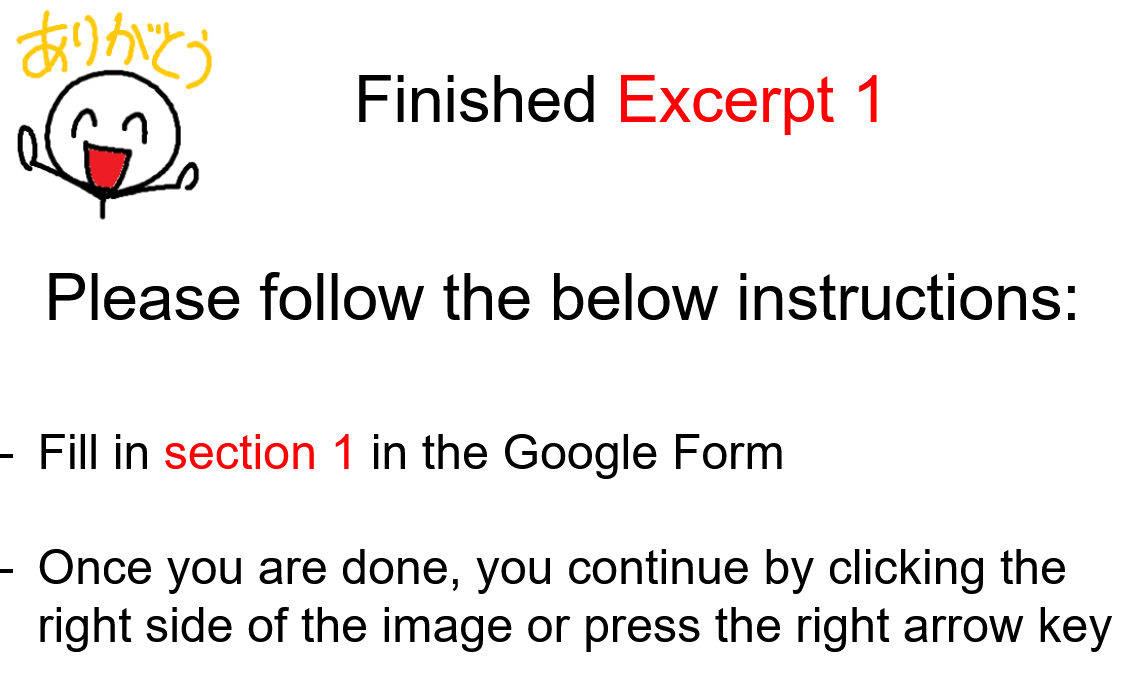 ありがとう
Finished Excerpt 1
Please follow the below instructions:
- Fill in section 1 in the Google Form
- Once you are done, you continue by clicking the
right side of the image or press the right arrow key